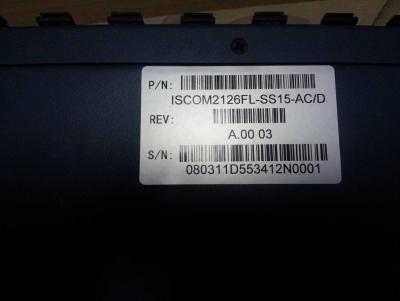 P/N:
ISCOM2126FL-SS15-AC/D
REV:
A.00 03
S/N:
080311D553412N0001